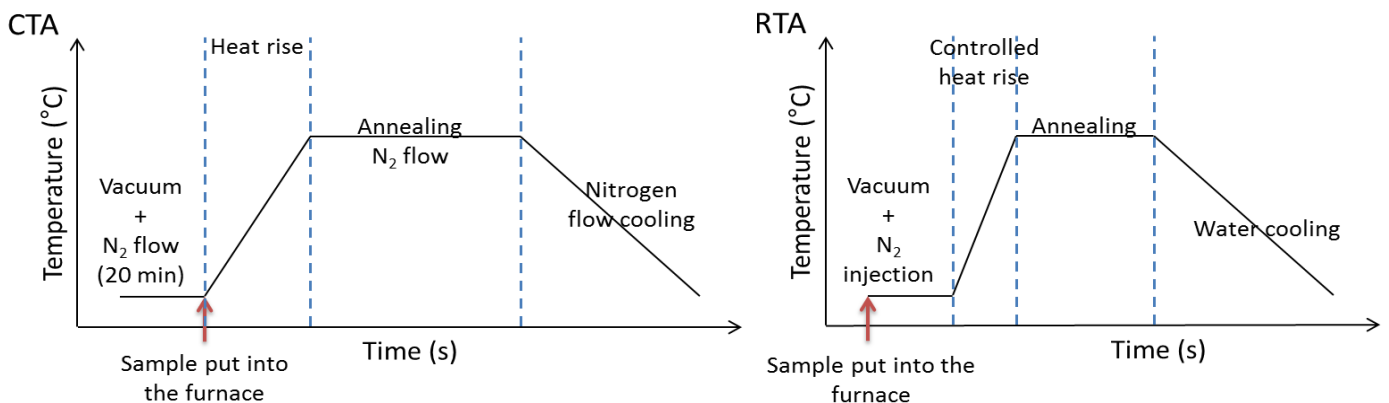 CTA
Heat rise
Temperature (°C)
Vacuum
+
N₂ flow
(20 min)
Annealing
N₂ flow
Nitrogen
flow cooling
Time (s)
Sample put into
the furnace
RTA
Controlled
heat rise
Temperature (°C)
Vacuum
+
N₂
injection
Annealing
Water cooling
Time (s)
Sample put into the
furnace